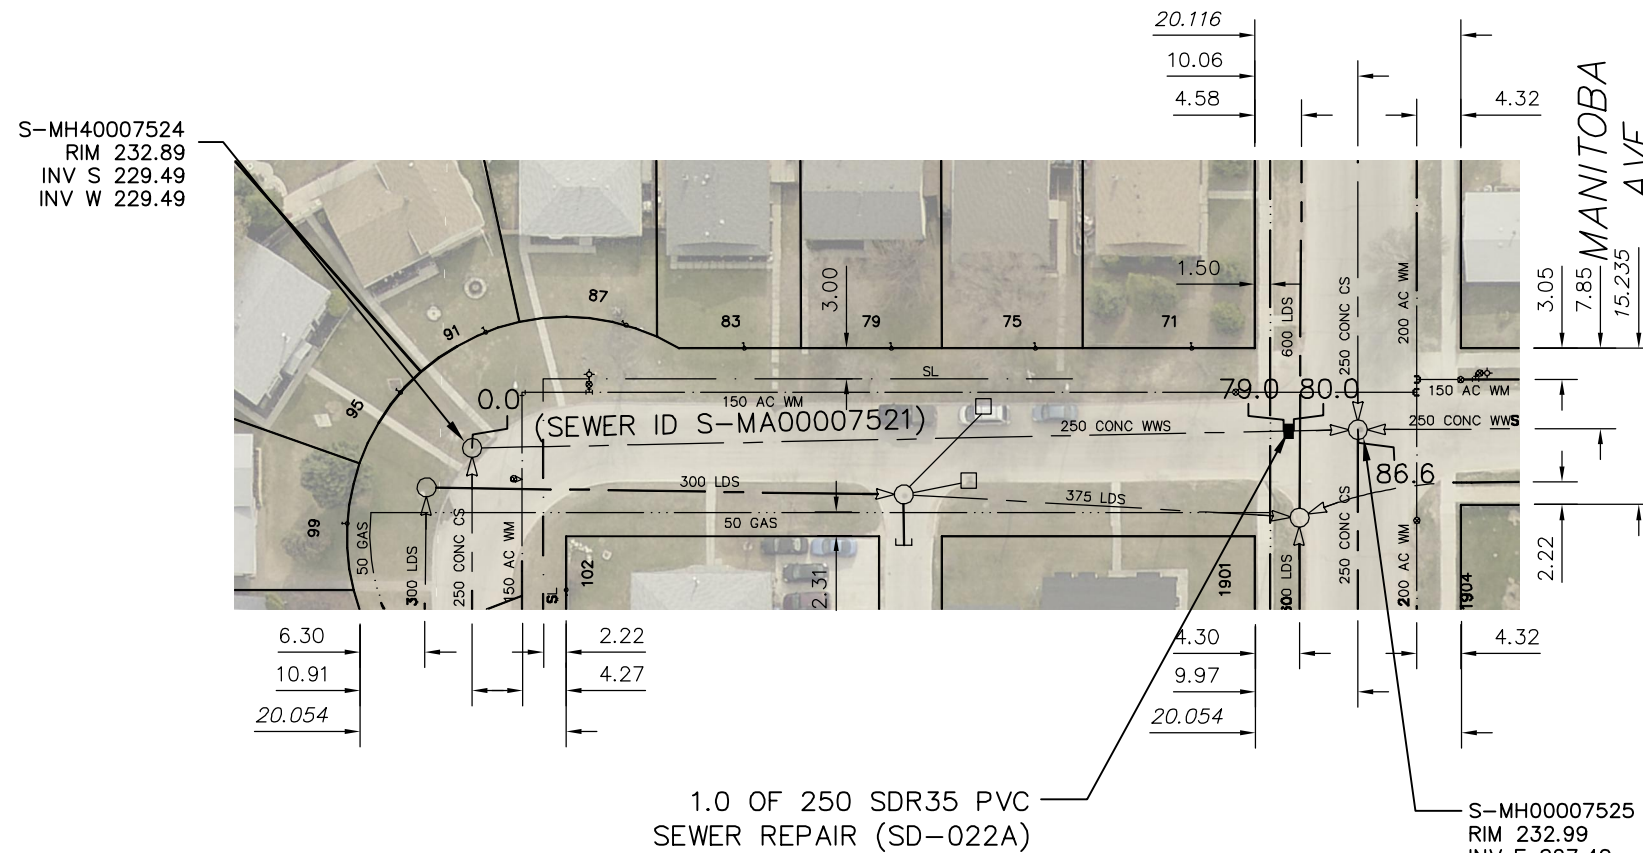 20.116
10.06
4.58
4.32
MANITOBA
AVE
S-MH40007524
RIM 232.89
INV S 229.49
INV W 229.49
3.05
7.85
15.235
1.50
3.00
87
91
83
79
75
71
600 LDS
250 CONC CS
200 AC WM
SL
95
0.0
150 AC WM
79.0
80.0
150 AC WM
(SEWER ID S-MA00007521)
250 CONC WWS
250 CONC WWS
86.6
300 LDS
375 LDS
99
50 GAS
50 GAS
300 LDS
250 CONC CS
150 AC WM
SL
102
2.31
1901
250 CONC CS
200 AC WM
1904
2.22
6.30
2.22
4.30
4.32
10.91
4.27
9.97
20.054
20.054
1.0 OF 250 SDR35 PVC
SEWER REPAIR (SD-022A)
S-MH00007525
RIM 232.99